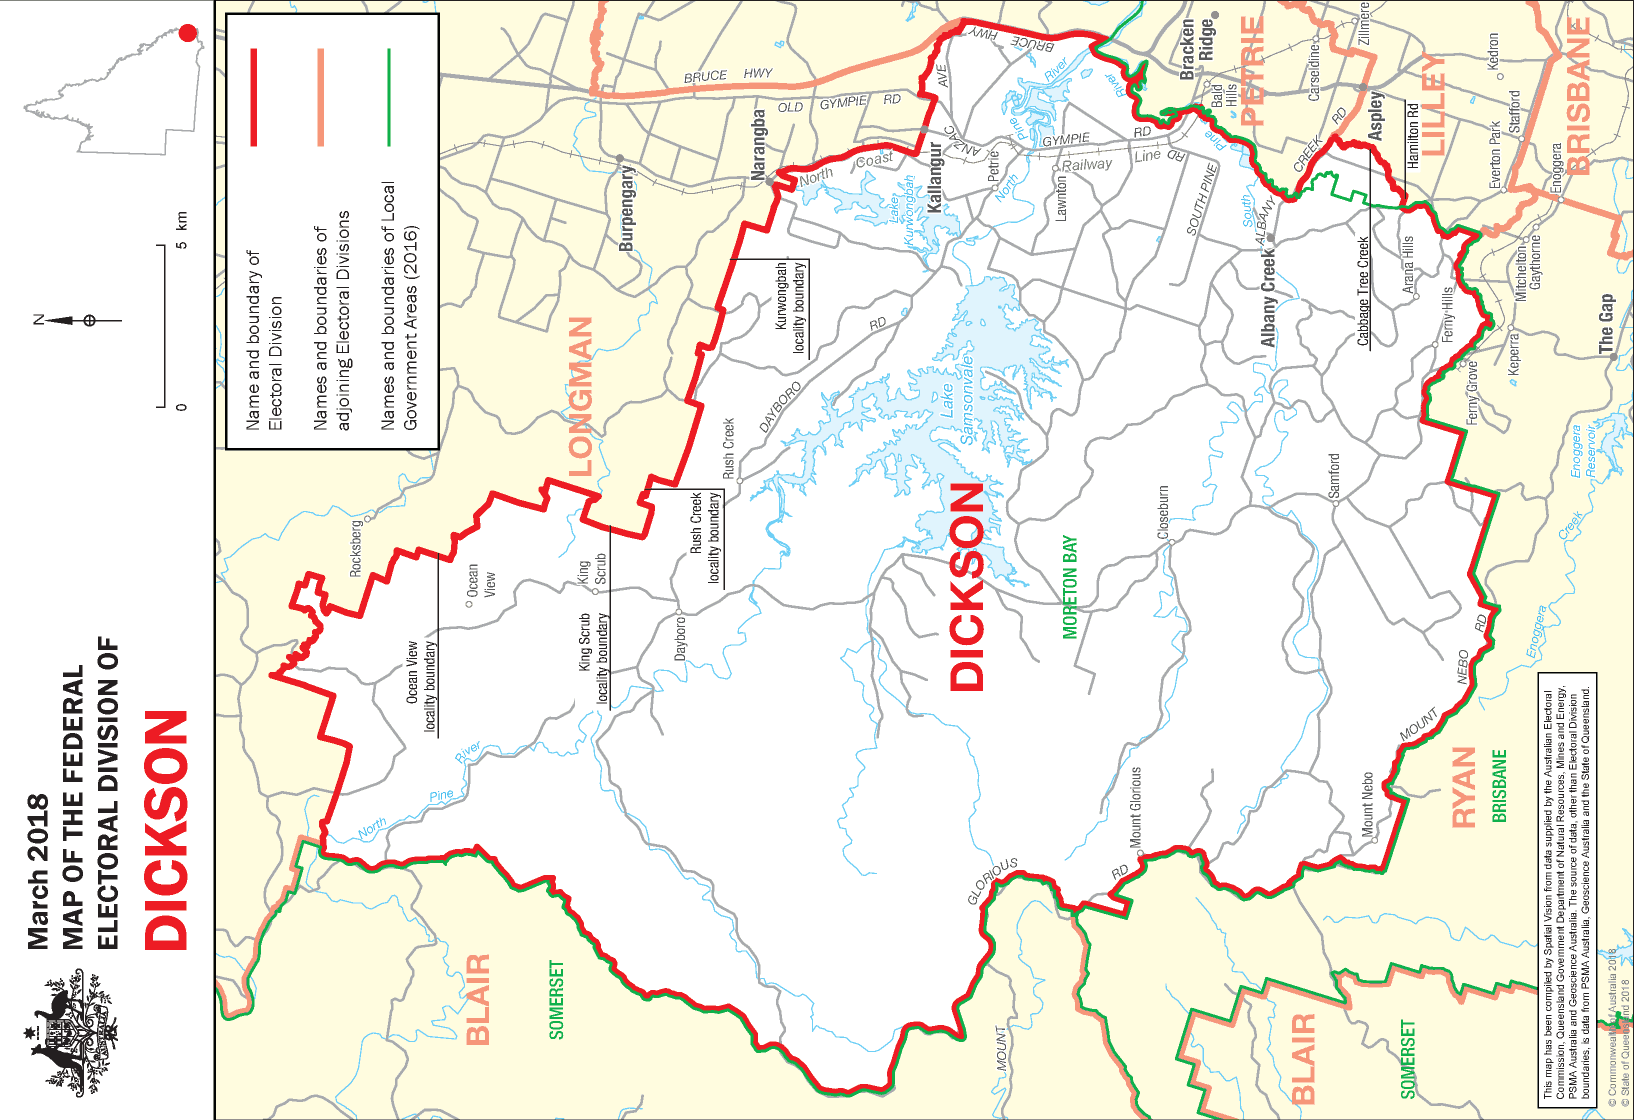 March 2018
MAP OF THE FEDERAL
ELECTORAL DIVISION OF
DICKSON
N
0
5 km
Name and boundary of
Electoral Division
Names and boundaries of
adjoining Electoral Divisions
Names and boundaries of Local
Government Areas (2016)
BLAIR
SOMERSET
LONGMAN
Rocksberg
Burpengary
Narangba
BRUCE HWY
OLD GYMPIE RD
North Coast
Railway Line
Ocean View
locality boundary
Ocean
View
King Scrub
locality boundary
King
Scrub
Rush Creek
locality boundary
Rush Creek
Kurwongbah
locality boundary
Dayboro
DAYBORO RD
North Pine River
Lake
Kurwongbah
Kallangur
ANZAC AVE
BRUCE HWY
Petrie
North Pine River
GYMPIE RD
Lawnton
Lake
Samsonvale
DICKSON
MORETON BAY
SOUTH PINE RD
South Pine River
Bald
Hills
Bracken
Ridge
PETRIE
Carseldine
Zillmere
Aspley
Hamilton Rd
LILLEY
Kedron
Stafford
Everton Park
Enoggera
BRISBANE
ALBANY CREEK RD
Albany Creek
Cabbage Tree Creek
Arana Hills
Ferny Hills
Ferny Grove
Keperra
Mitchelton
Gaythorne
The Gap
Enoggera
Reservoir
Enoggera Creek
Closeburn
Samford
Mount Glorious
MOUNT GLORIOUS RD
Mount Nebo
MOUNT NEBO RD
RYAN
BRISBANE
BLAIR
SOMERSET
This map has been compiled by Spatial Vision from data supplied by the Australian Electoral
Commission, Queensland Government Department of Natural Resources, Mines and Energy,
PSMA Australia and Geoscience Australia. The source of data, other than Electoral Division
boundaries, is data from PSMA Australia, Geoscience Australia and the State of Queensland.
© Commonwealth of Australia 2018
© State of Queensland 2018